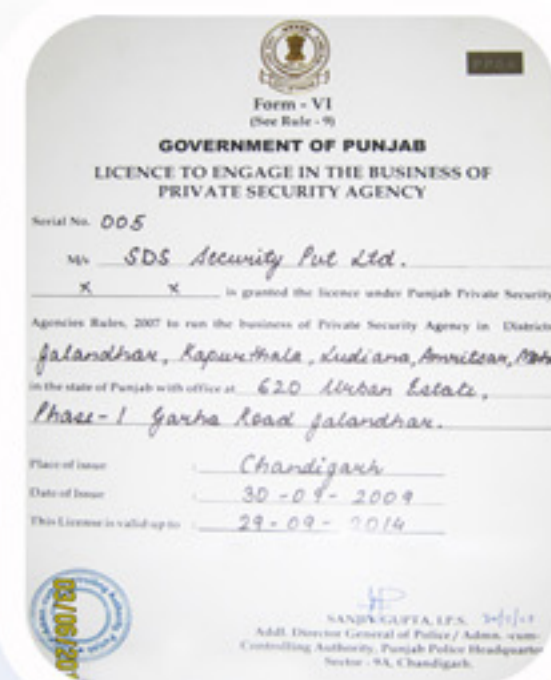 Form - VI
(See Rule - 9)
GOVERNMENT OF PUNJAB
LICENCE TO ENGAGE IN THE BUSINESS OF
PRIVATE SECURITY AGENCY
Serial No. 005
M/s SDS Security Pvt Ltd.
x x is granted the licence under Punjab Private Security
Agencies Rules, 2007 to run the business of Private Security Agency in Districts
Jalandhar, Kapurthala, Ludiana, Amritsar,
in the state of Punjab with office at 620 Urban Estate,
Phase-1 Garha Road Jalandhar.
Place of issue : Chandigarh
Date of Issue : 30-09-2009
This License is valid up to : 29-09-2014
03/06/20
SANJIV GUPTA, I.P.S.
Addl. Director General of Police / Admn. -cum-
Controlling Authority, Punjab Police Headquarter
Sector - 9A, Chandigarh.